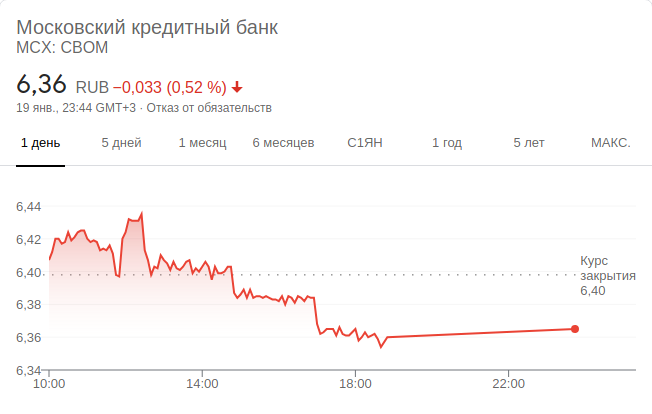 Московский кредитный банк
MCX: CBOM
6,36 RUB −0,033 (0,52 %)
19 янв., 23:44 GMT+3 · Отказ от обязательств
1 день 5 дней 1 месяц 6 месяцев С1ЯН 1 год 5 лет МАКС.
6,44
6,42
6,40
6,38
6,36
6,34
Курс
закрытия
6,40
10:00 14:00 18:00 22:00